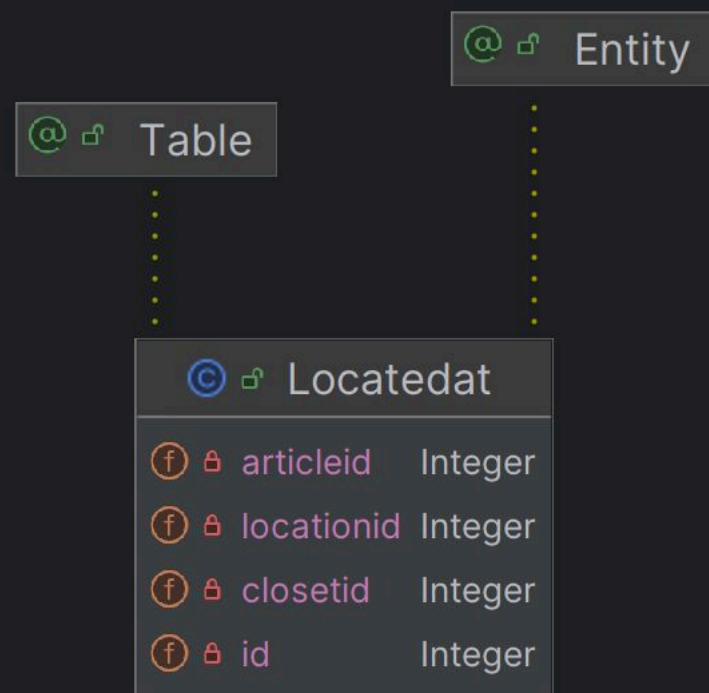 @ Entity
@ Table
C Locatedat
f articleid Integer
f locationid Integer
f closetid Integer
f id Integer